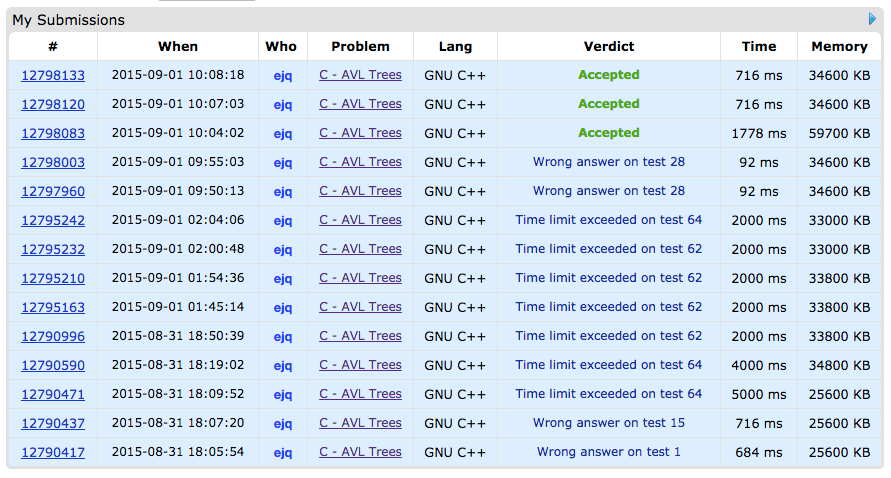 My Submissions
# When Who Problem Lang Verdict Time Memory
12798133 2015-09-01 10:08:18 ejq C - AVL Trees GNU C++ Accepted 716 ms 34600 KB
12798120 2015-09-01 10:07:03 ejq C - AVL Trees GNU C++ Accepted 716 ms 34600 KB
12798083 2015-09-01 10:04:02 ejq C - AVL Trees GNU C++ Accepted 1778 ms 59700 KB
12798003 2015-09-01 09:55:03 ejq C - AVL Trees GNU C++ Wrong answer on test 28 92 ms 34600 KB
12797960 2015-09-01 09:50:13 ejq C - AVL Trees GNU C++ Wrong answer on test 28 92 ms 34600 KB
12795242 2015-09-01 02:04:06 ejq C - AVL Trees GNU C++ Time limit exceeded on test 64 2000 ms 33000 KB
12795232 2015-09-01 02:00:48 ejq C - AVL Trees GNU C++ Time limit exceeded on test 62 2000 ms 33000 KB
12795210 2015-09-01 01:54:36 ejq C - AVL Trees GNU C++ Time limit exceeded on test 62 2000 ms 33800 KB
12795163 2015-09-01 01:45:14 ejq C - AVL Trees GNU C++ Time limit exceeded on test 62 2000 ms 33800 KB
12790996 2015-08-31 18:50:39 ejq C - AVL Trees GNU C++ Time limit exceeded on test 62 2000 ms 33800 KB
12790590 2015-08-31 18:19:02 ejq C - AVL Trees GNU C++ Time limit exceeded on test 64 4000 ms 34800 KB
12790471 2015-08-31 18:09:52 ejq C - AVL Trees GNU C++ Time limit exceeded on test 64 5000 ms 25600 KB
12790437 2015-08-31 18:07:20 ejq C - AVL Trees GNU C++ Wrong answer on test 15 716 ms 25600 KB
12790417 2015-08-31 18:05:54 ejq C - AVL Trees GNU C++ Wrong answer on test 1 684 ms 25600 KB